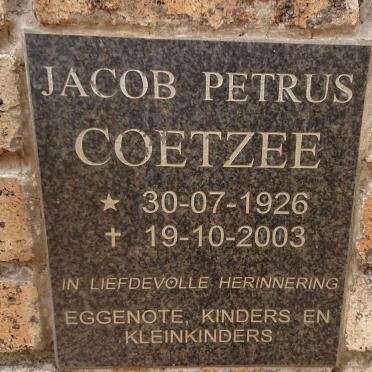 JACOB PETRUS
COETZEE
★ 30-07-1926
✝ 19-10-2003
IN LIEFDEVOLLE HERINNERING
EGGENOTE, KINDERS EN
KLEINKINDERS